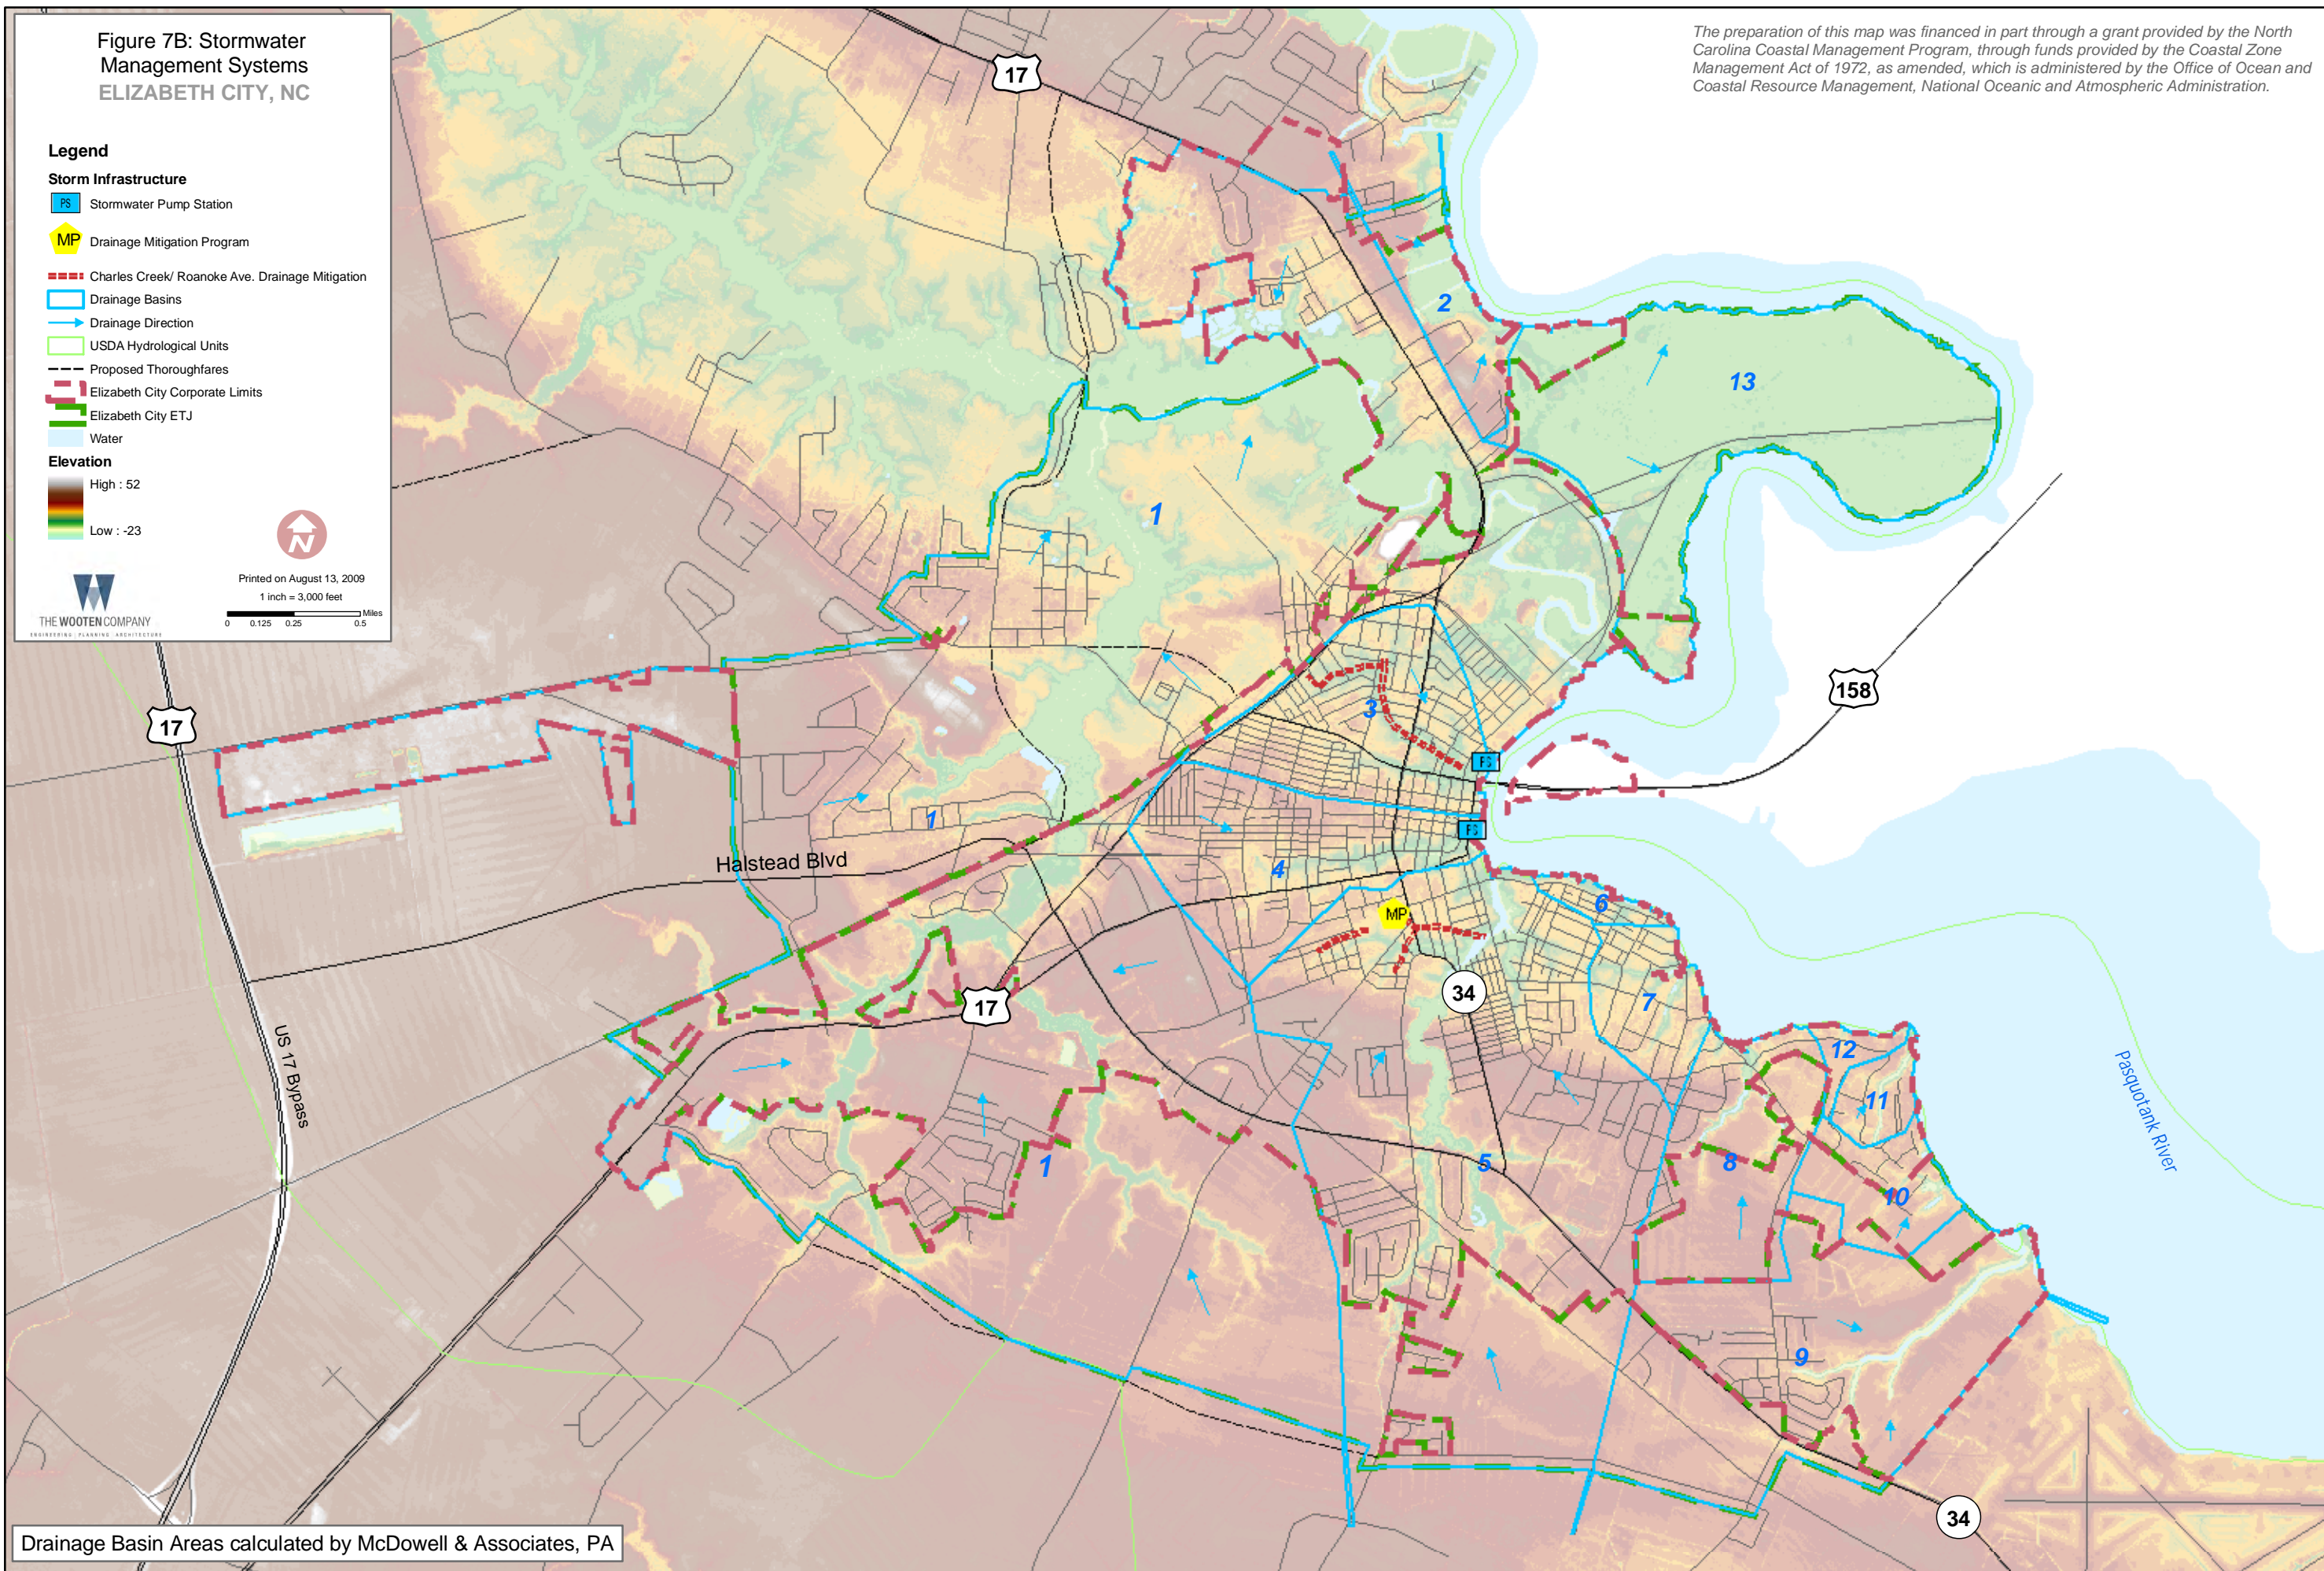 Figure 7B: Stormwater
Management Systems
ELIZABETH CITY, NC
Legend
Storm Infrastructure
PS Stormwater Pump Station
MP Drainage Mitigation Program
Charles Creek/ Roanoke Ave. Drainage Mitigation
Drainage Basins
Drainage Direction
USDA Hydrological Units
Proposed Thoroughfares
Elizabeth City Corporate Limits
Elizabeth City ETJ
Water
Elevation
High : 52
Low : -23
N
Printed on August 13, 2009
1 inch = 3,000 feet
Miles
0 0.125 0.25 0.5
THE WOOTEN COMPANY
ENGINEERING | PLANNING | ARCHITECTURE
The preparation of this map was financed in part through a grant provided by the North
Carolina Coastal Management Program, through funds provided by the Coastal Zone
Management Act of 1972, as amended, which is administered by the Office of Ocean and
Coastal Resource Management, National Oceanic and Atmospheric Administration.
17
2
13
1
158
17
3
PS
1
PS
Halstead Blvd
4
6
MP
34
17
7
US 17 Bypass
12
Pasquotank River
11
1
5
8
10
9
34
Drainage Basin Areas calculated by McDowell & Associates, PA